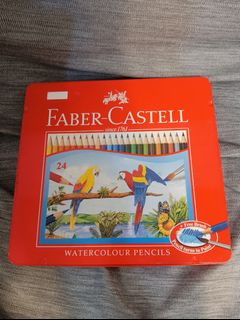 FABER-CASTELL
since 1761
24
WATERCOLOUR PENCILS